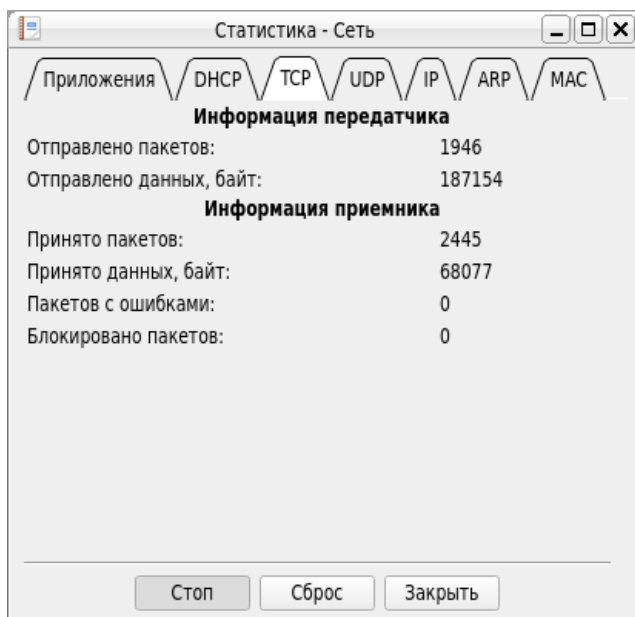 Статистика - Сеть
Приложения DHCP TCP UDP IP ARP MAC
Информация передатчика
Отправлено пакетов: 1946
Отправлено данных, байт: 187154
Информация приемника
Принято пакетов: 2445
Принято данных, байт: 68077
Пакетов с ошибками: 0
Блокировано пакетов: 0
Стоп Сброс Закрыть